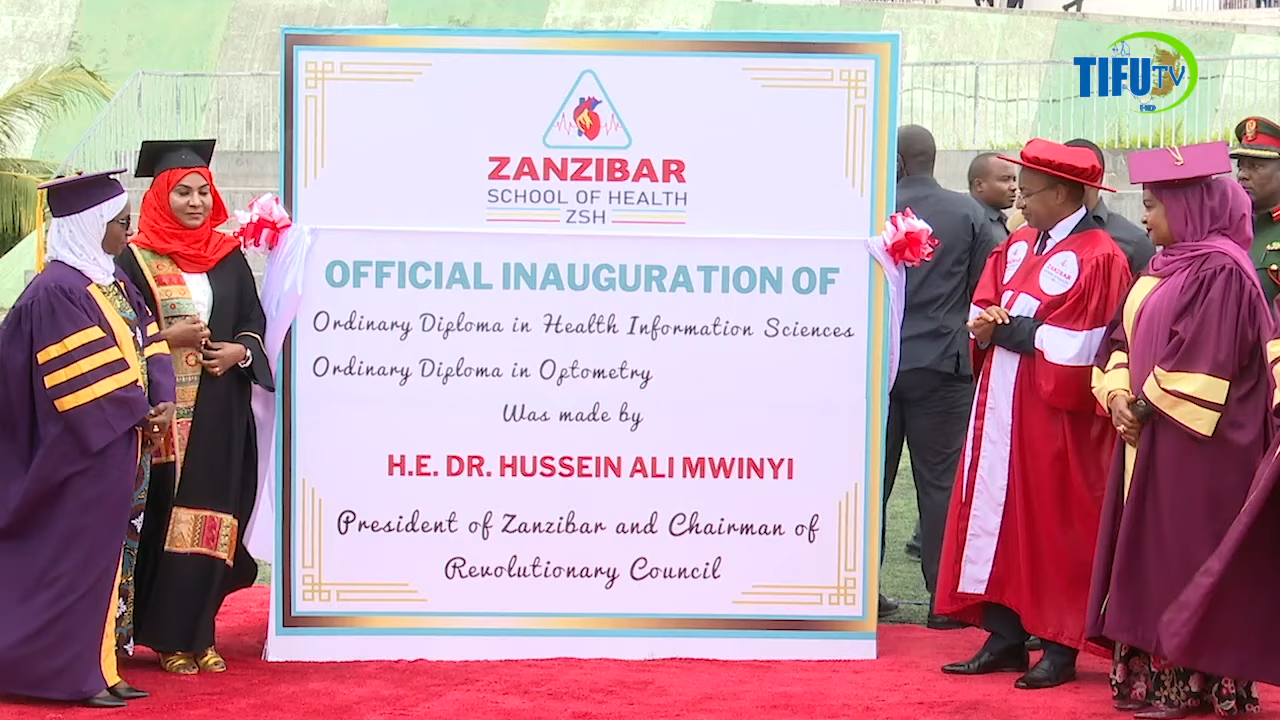 TIFU TV
ZANZIBAR
SCHOOL OF HEALTH
ZSH
OFFICIAL INAUGURATION OF
Ordinary Diploma in Health Information Sciences
Ordinary Diploma in Optometry
Was made by
H.E. DR. HUSSEIN ALI MWINYI
President of Zanzibar and Chairman of
Revolutionary Council
ZANZIBAR